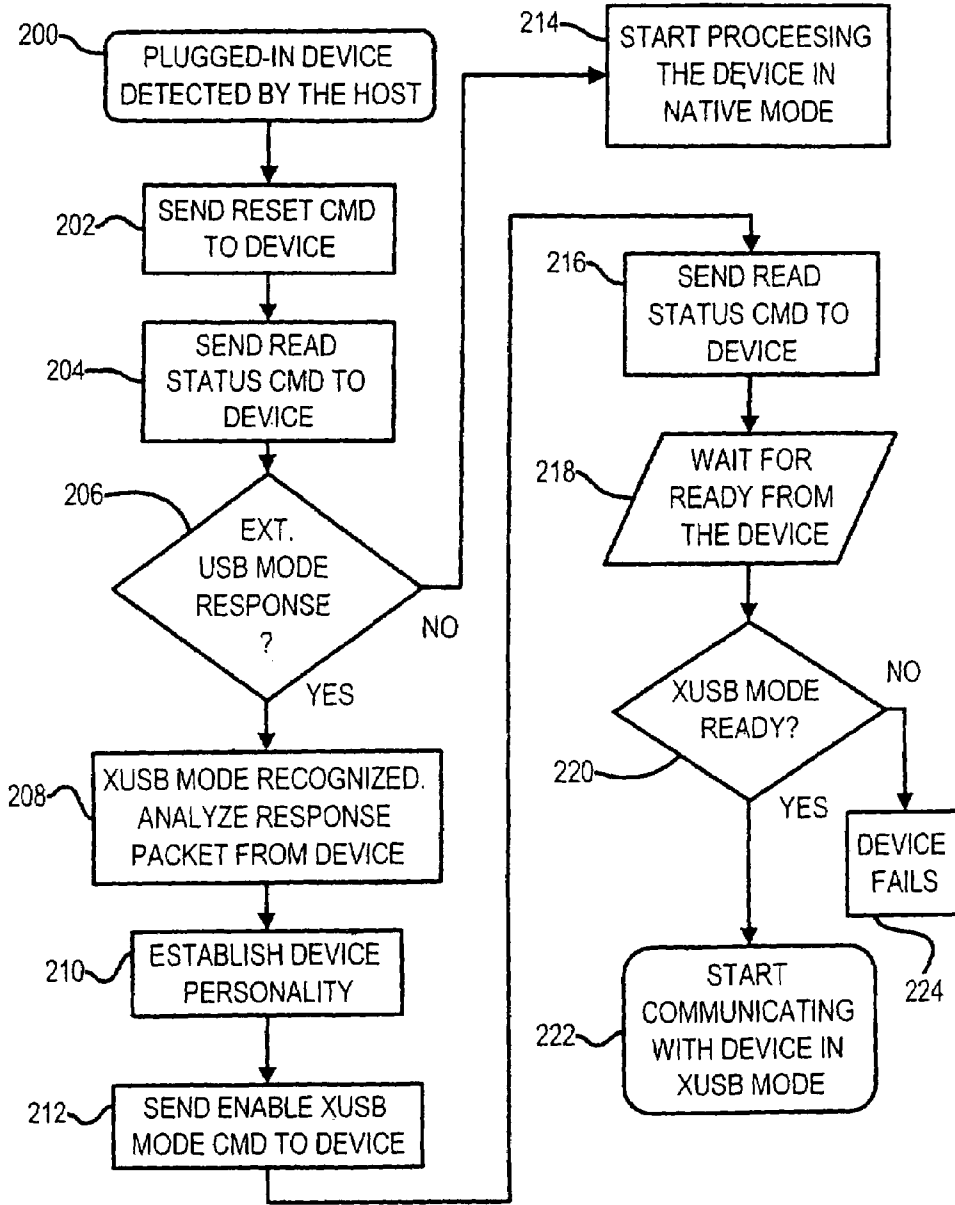 200
PLUGGED-IN DEVICE
DETECTED BY THE HOST
202
SEND RESET CMD
TO DEVICE
204
SEND READ
STATUS CMD TO
DEVICE
206
EXT.
USB MODE
RESPONSE
?
NO
YES
208
XUSB MODE RECOGNIZED.
ANALYZE RESPONSE
PACKET FROM DEVICE
210
ESTABLISH DEVICE
PERSONALITY
212
SEND ENABLE XUSB
MODE CMD TO DEVICE
214
START PROCEESING
THE DEVICE IN
NATIVE MODE
216
SEND READ
STATUS CMD TO
DEVICE
218
WAIT FOR
READY FROM
THE DEVICE
220
XUSB MODE
READY?
NO
YES
DEVICE
FAILS
224
222
START
COMMUNICATING
WITH DEVICE IN
XUSB MODE